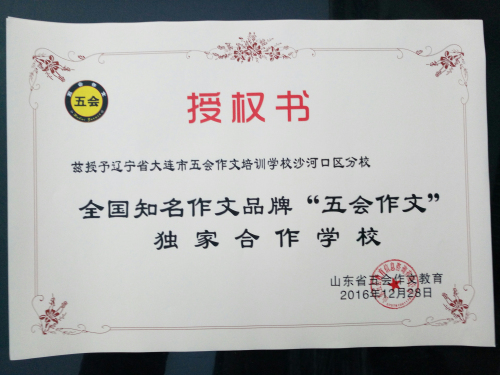 五会
授权书
兹授予辽宁省大连市五会作文培训学校沙河口区分校
全国知名作文品牌“五会作文”
独家合作学校
山东省五会作文教育
2016年12月28日